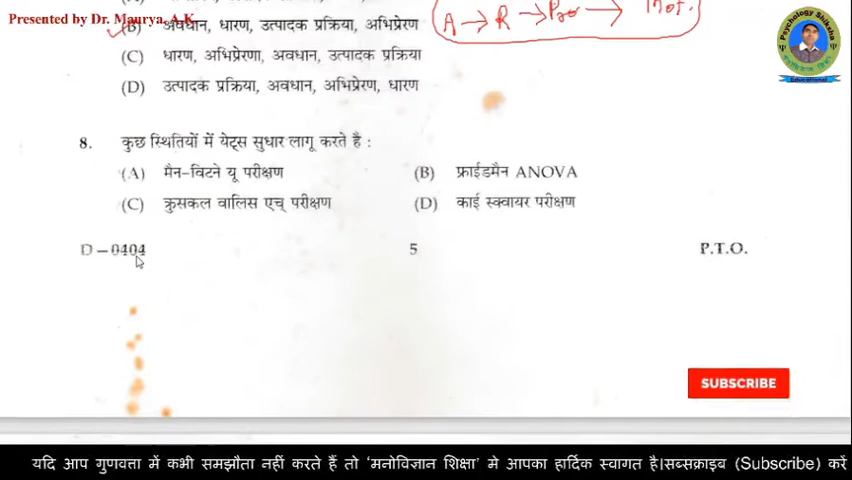 Presented by Dr. Maurya, A.K
(B) अवधान, धारण, उत्पादक प्रक्रिया, अभिप्रेरण
A → R → Pro → Mot.
(C) धारण, अभिप्रेरणा, अवधान, उत्पादक प्रक्रिया
(D) उत्पादक प्रक्रिया, अवधान, अभिप्रेरण, धारण
8. कुछ स्थितियों में येट्स सुधार लागू करते है :
(A) मैन-विटने यू परीक्षण (B) फ्राईडमैन ANOVA
(C) क्रुसकल वालिस एच् परीक्षण (D) काई स्क्वायर परीक्षण
D – 0404 5 P.T.O.
Psychology Shiksha
Educational
SUBSCRIBE
यदि आप गुणवत्ता में कभी समझौता नहीं करते हैं तो 'मनोविज्ञान शिक्षा' मे आपका हार्दिक स्वागत है।सब्सक्राइब (Subscribe) करें